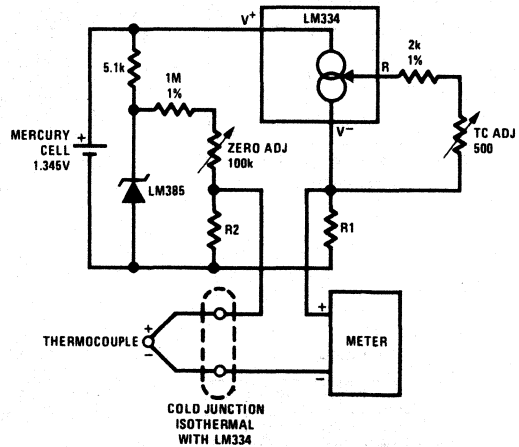 V+
LM334
5.1k
1M
1%
2k
1%
R
MERCURY
CELL
1.345V
+
ZERO ADJ
100k
V−
TC ADJ
500
LM385
R2
R1
THERMOCOUPLE
+
−
+
−
METER
COLD JUNCTION
ISOTHERMAL
WITH LM334